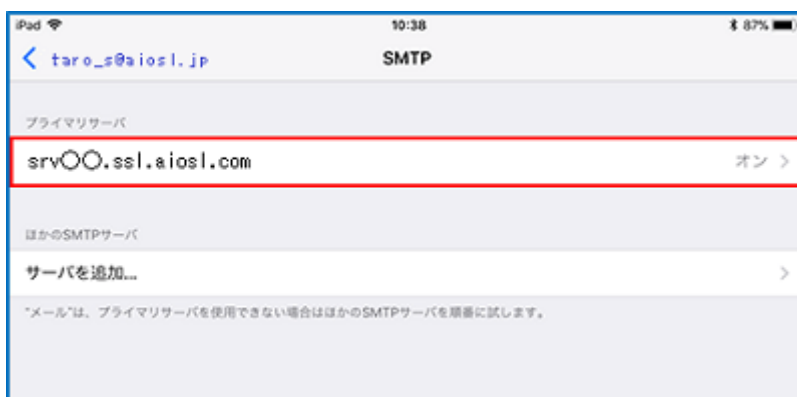 iPad 10:38 87%
taro_s@aiosl.jp SMTP
プライマリサーバ
srv〇〇.ssl.aiosl.com オン
ほかのSMTPサーバ
サーバを追加...
"メール"は、プライマリサーバを使用できない場合はほかのSMTPサーバを順番に試します。